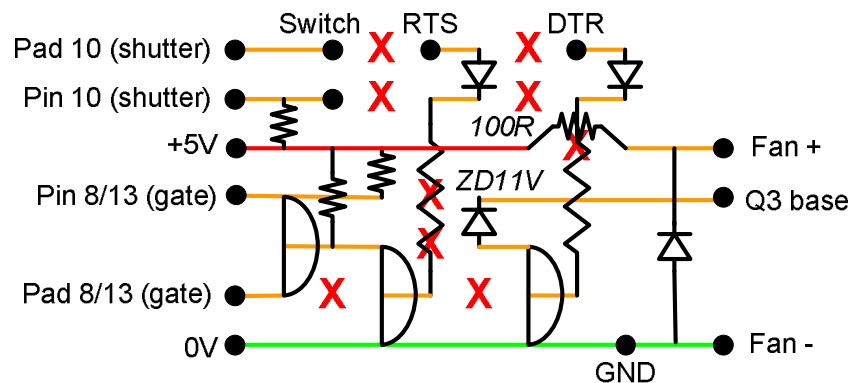 Switch
RTS
DTR
Pad 10 (shutter)
X
X
Pin 10 (shutter)
X
X
100R
+5V
X
Fan +
Pin 8/13 (gate)
X
ZD11V
Q3 base
X
Pad 8/13 (gate)
X
X
0V
Fan -
GND